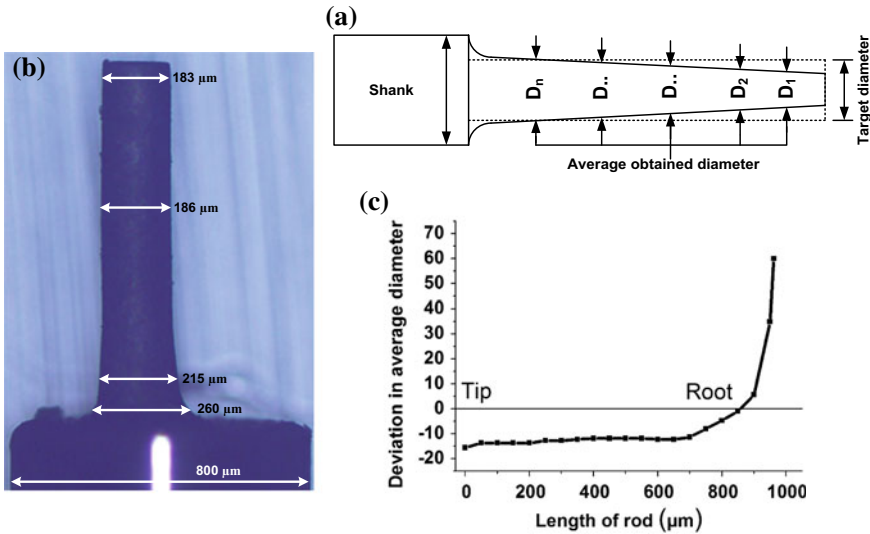 (a)
Shank
Dn
D..
D..
D2
D1
Target diameter
Average obtained diameter
(b)
183 µm
186 µm
215 µm
260 µm
800 µm
(c)
Deviation in average diameter
70
60
50
40
30
20
10
0
-10
-20
Tip
Root
0 200 400 600 800 1000
Length of rod (µm)